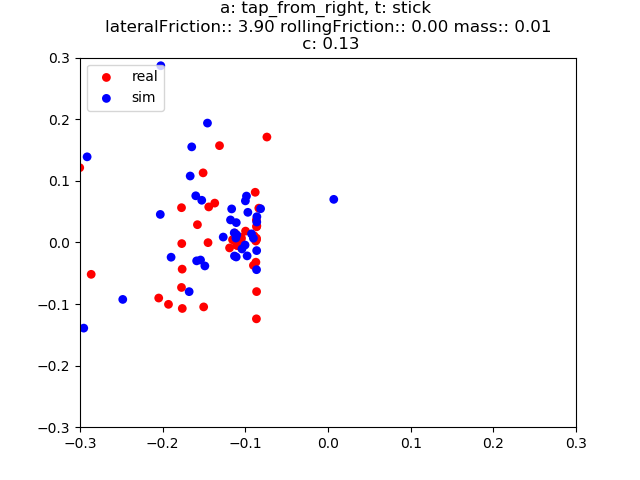 a: tap_from_right, t: stick
lateralFriction:: 3.90 rollingFriction:: 0.00 mass:: 0.01
c: 0.13
real
sim
0.3
0.2
0.1
0.0
−0.1
−0.2
−0.3
−0.3 −0.2 −0.1 0.0 0.1 0.2 0.3